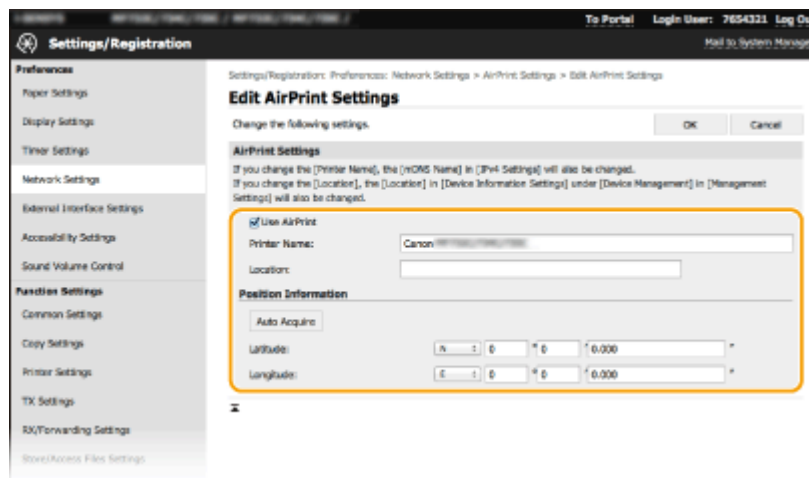 i-SENSYS
To Portal Login User: 7654321 Log Ou
Settings/Registration
Mail to System Manage
Preferences
Paper Settings
Display Settings
Timer Settings
Network Settings
External Interface Settings
Accessibility Settings
Sound Volume Control
Function Settings
Common Settings
Copy Settings
Printer Settings
TX Settings
RX/Forwarding Settings
Store/Access Files Settings
Settings/Registration: Preferences: Network Settings > AirPrint Settings > Edit AirPrint Settings
Edit AirPrint Settings
Change the following settings.
OK Cancel
AirPrint Settings
If you change the [Printer Name], the [mDNS Name] in [IPv4 Settings] will also be changed.
If you change the [Location], the [Location] in [Device Information Settings] under [Device Management] in [Management
Settings] will also be changed.
Use AirPrint
Printer Name: Canon
Location:
Position Information
Auto Acquire
Latitude: N 0 ° 0 ' 0.000 "
Longitude: E 0 ° 0 ' 0.000 "